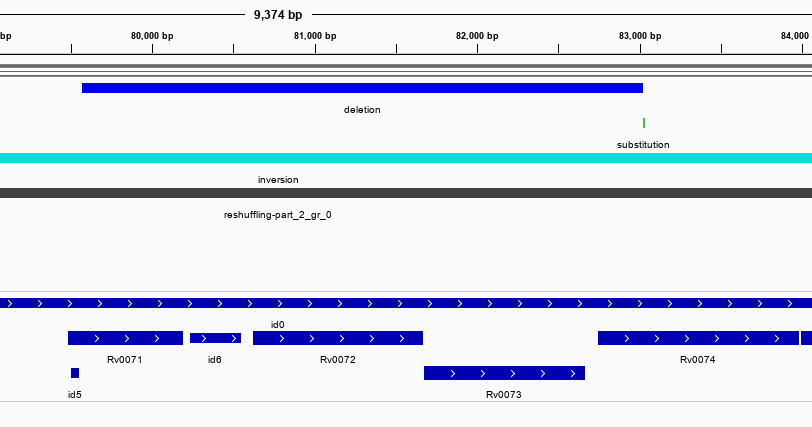 9,374 bp
bp 80,000 bp 81,000 bp 82,000 bp 83,000 bp 84,000
deletion
substitution
inversion
reshuffling-part_2_gr_0
id0
Rv0071 id6 Rv0072 Rv0074
id5 Rv0073